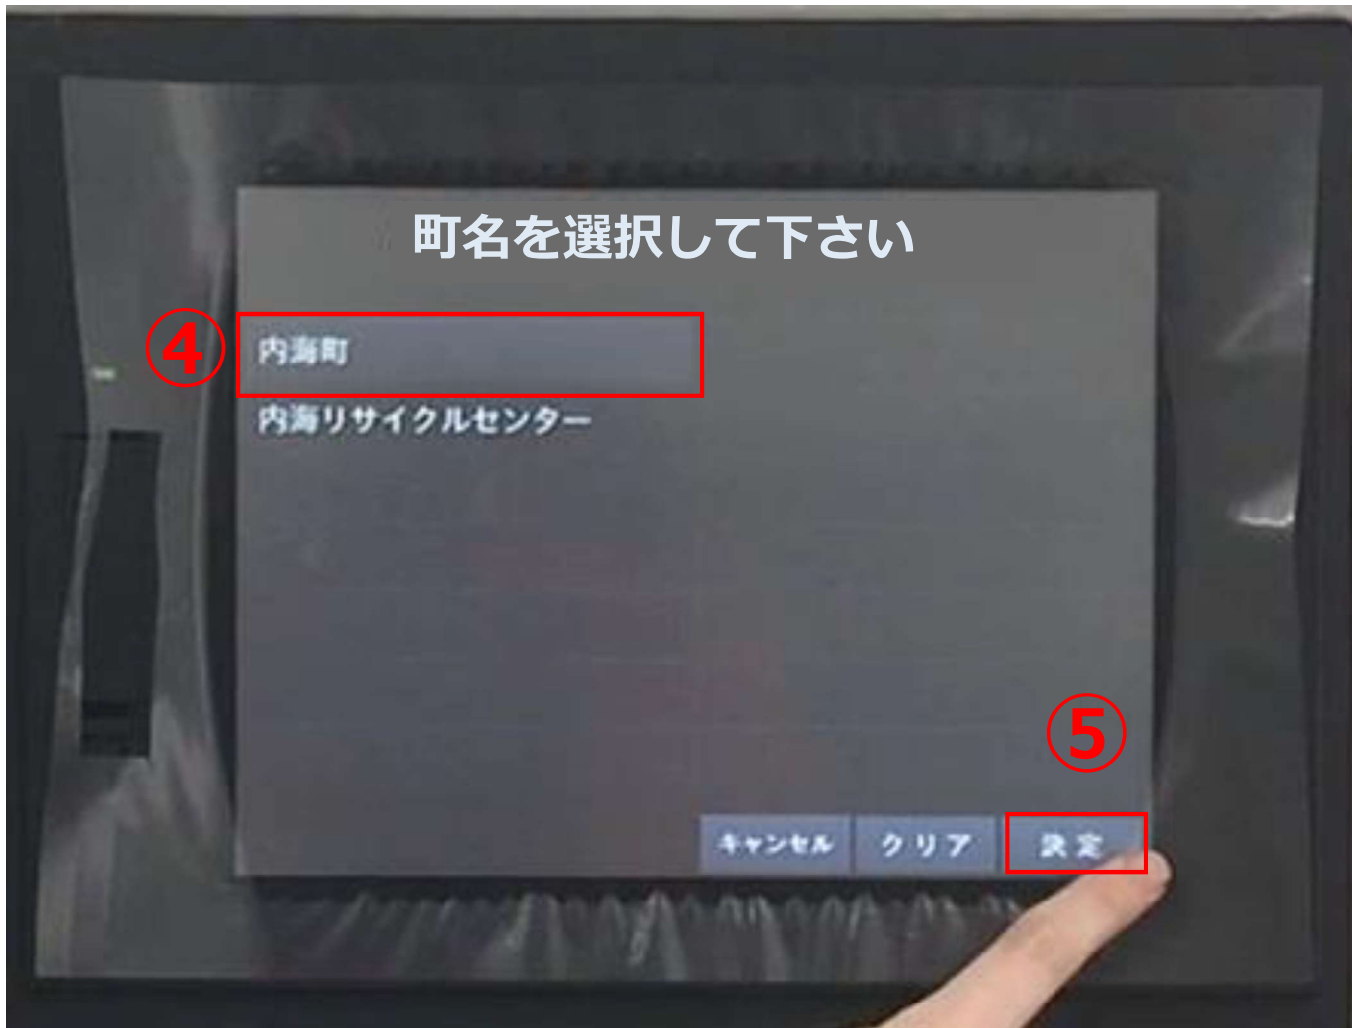 町名を選択して下さい
④
内海町
内海リサイクルセンター
⑤
キャンセル クリア 決定